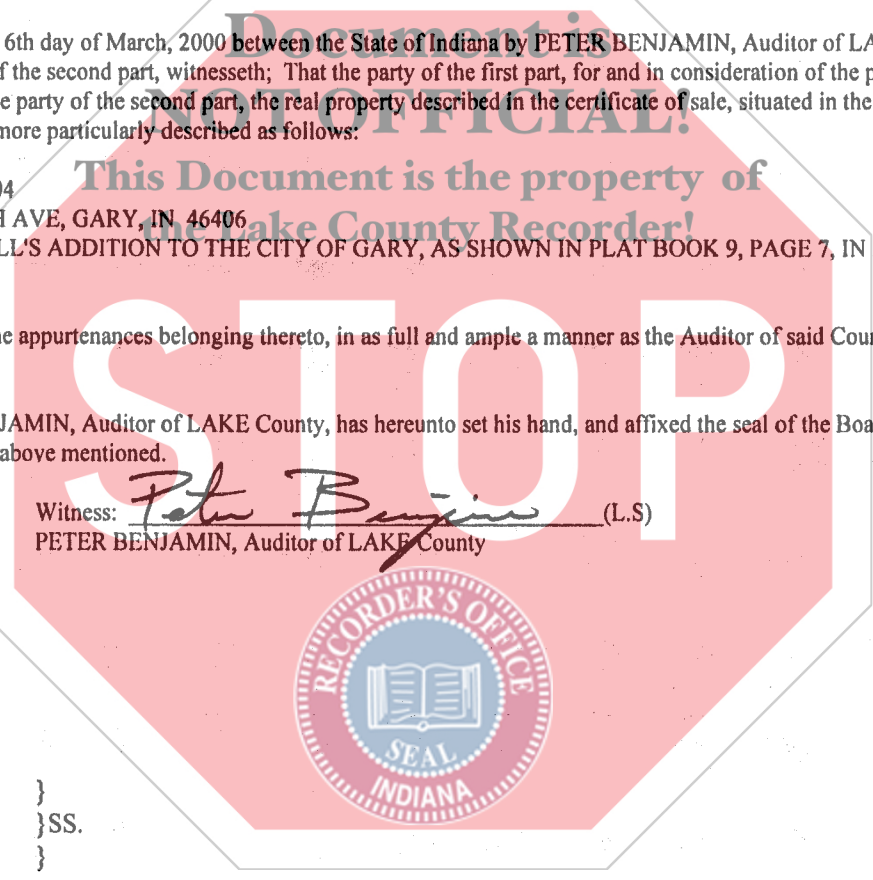 Document is
6th day of March, 2000 between the State of Indiana by PETER BENJAMIN, Auditor of LA
f the second part, witnesseth; That the party of the first part, for and in consideration of the p
e party of the second part, the real property described in the certificate of sale, situated in the
NOT OFFICIAL!
more particularly described as follows:
This Document is the property of
04
H AVE, GARY, IN 46406
the Lake County Recorder!
LL'S ADDITION TO THE CITY OF GARY, AS SHOWN IN PLAT BOOK 9, PAGE 7, IN
STOP
ne appurtenances belonging thereto, in as full and ample a manner as the Auditor of said Coun
JAMIN, Auditor of LAKE County, has hereunto set his hand, and affixed the seal of the Boa
above mentioned.
Witness: Peter Benjamin (L.S)
PETER BENJAMIN, Auditor of LAKE County
RECORDER'S OFFICE
SEAL
INDIANA
}
}SS.
}